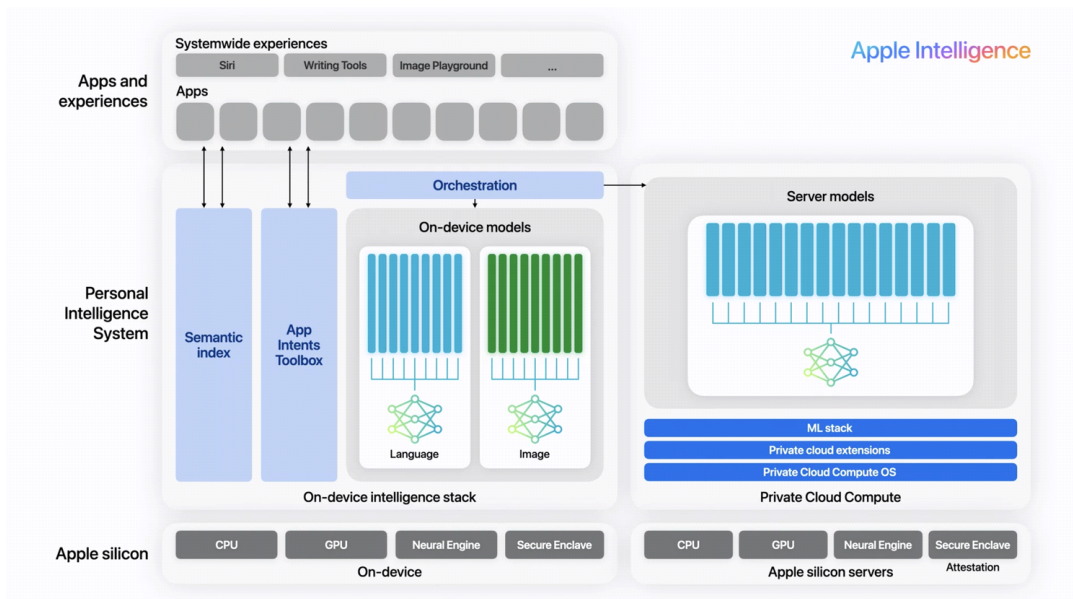 Apple Intelligence
Apps and
experiences
Systemwide experiences
Siri
Writing Tools
Image Playground
...
Apps
Personal
Intelligence
System
Semantic
index
App
Intents
Toolbox
Orchestration
On-device models
Language
Image
On-device intelligence stack
Server models
ML stack
Private cloud extensions
Private Cloud Compute OS
Private Cloud Compute
Apple silicon
CPU
GPU
Neural Engine
Secure Enclave
On-device
CPU
GPU
Neural Engine
Secure Enclave
Attestation
Apple silicon servers